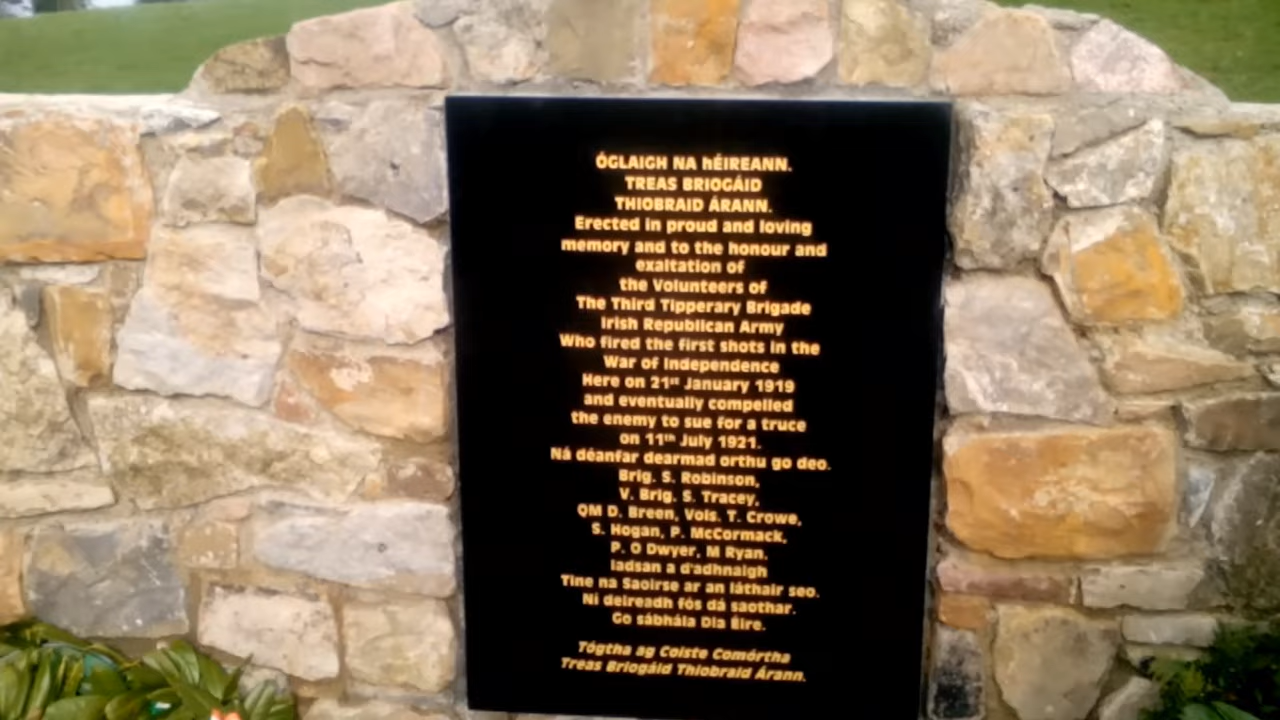 ÓGLAIGH NA hÉIREANN.
TREAS BRIOGÁID
THIOBRAID ÁRANN.
Erected in proud and loving
memory and to the honour and
exaltation of
the Volunteers of
The Third Tipperary Brigade
Irish Republican Army
Who fired the first shots in the
War of Independence
Here on 21st January 1919
and eventually compelled
the enemy to sue for a truce
on 11th July 1921.
Ná déanfar dearmad orthu go deo.
Brig. S. Robinson,
V. Brig. S. Tracey,
QM D. Breen, Vols. T. Crowe,
S. Hogan, P. McCormack,
P. O Dwyer, M Ryan.
Iadsan a d'adhnaigh
Tine na Saoirse ar an láthair seo.
Ní deireadh fós dá saothar.
Go sábhála Dia Éire.
Tógtha ag Coiste Comórtha
Treas Briogáid Thiobraid Árann.